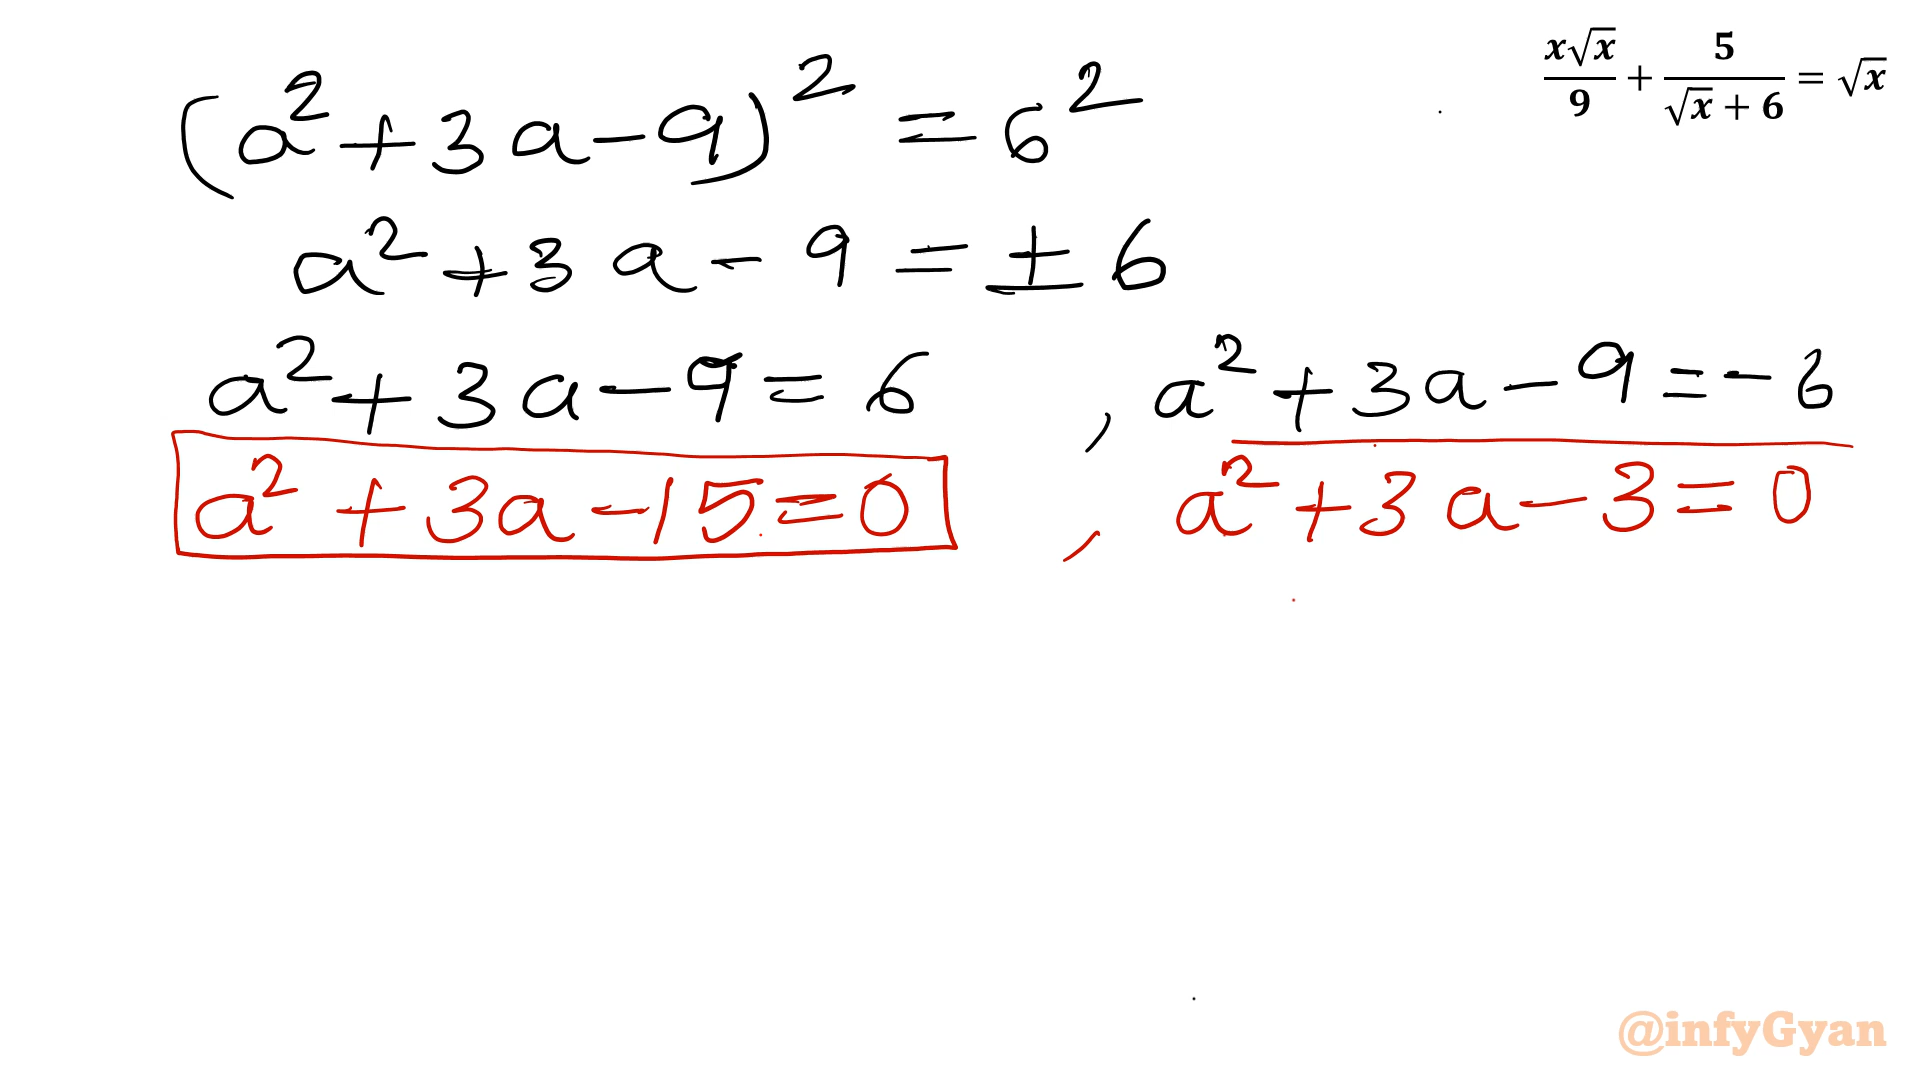 x√x/9 + 5/(√x + 6) = √x
(a² + 3a - 9)² = 6²
a² + 3a - 9 = ± 6
a² + 3a - 9 = 6 , a² + 3a - 9 = - 6
a² + 3a - 15 = 0 , a² + 3a - 3 = 0
@infyGyan